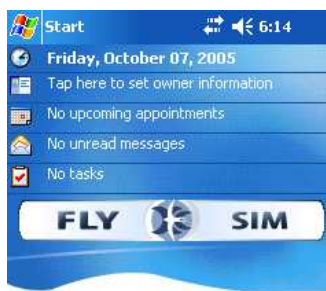 Start 6:14
Friday, October 07, 2005
Tap here to set owner information
No upcoming appointments
No unread messages
No tasks
FLY SIM